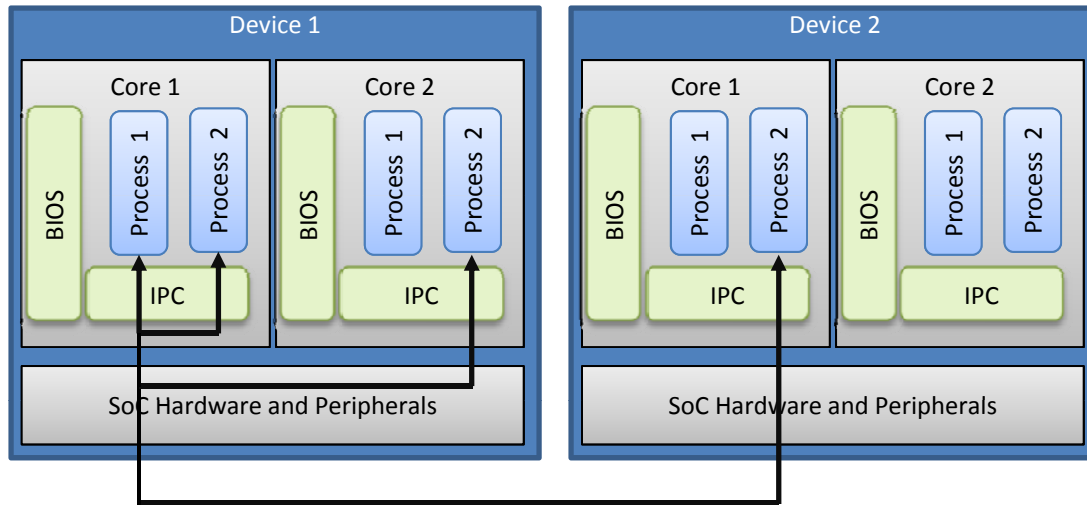 Device 1
Core 1
BIOS
Process 1
Process 2
IPC
Core 2
BIOS
Process 1
Process 2
IPC
SoC Hardware and Peripherals
Device 2
Core 1
BIOS
Process 1
Process 2
IPC
Core 2
BIOS
Process 1
Process 2
IPC
SoC Hardware and Peripherals